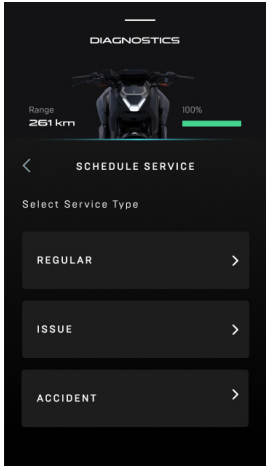 DIAGNOSTICS
Range
261 km
100%
SCHEDULE SERVICE
Select Service Type
REGULAR
ISSUE
ACCIDENT